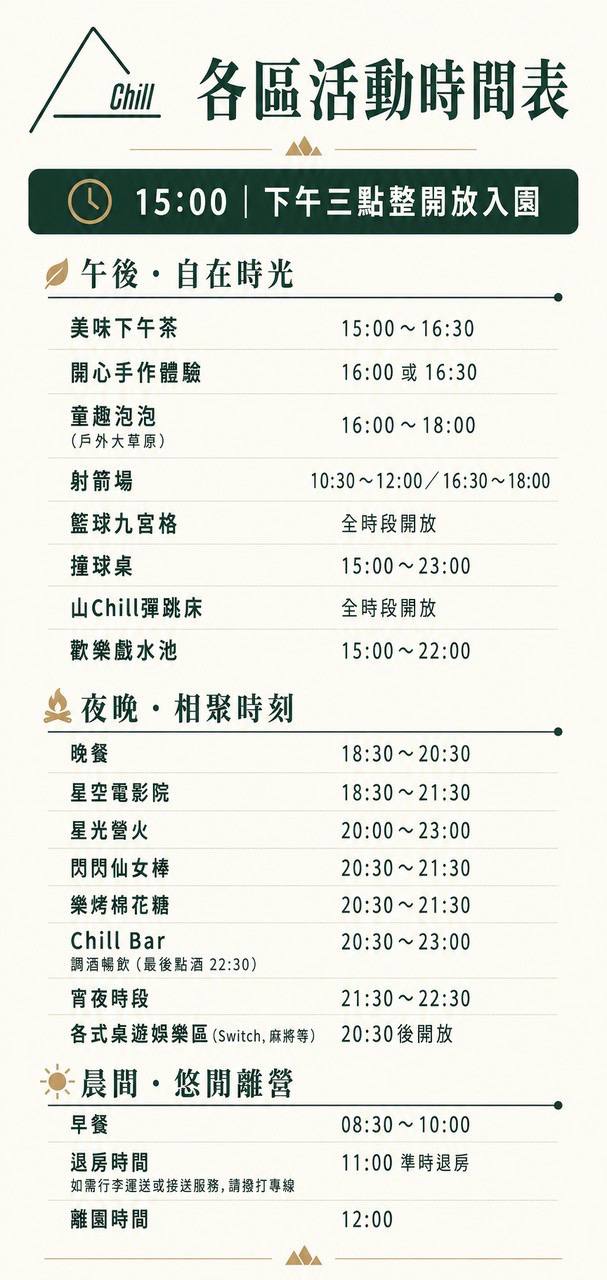 Chill
各區活動時間表
15:00｜下午三點整開放入園
午後・自在時光
美味下午茶 15:00～16:30
開心手作體驗 16:00 或 16:30
童趣泡泡 16:00～18:00
（戶外大草原）
射箭場 10:30～12:00／16:30～18:00
籃球九宮格 全時段開放
撞球桌 15:00～23:00
山Chill彈跳床 全時段開放
歡樂戲水池 15:00～22:00
夜晚・相聚時刻
晚餐 18:30～20:30
星空電影院 18:30～21:30
星光營火 20:00～23:00
閃閃仙女棒 20:30～21:30
樂烤棉花糖 20:30～21:30
Chill Bar 20:30～23:00
調酒暢飲（最後點酒 22:30）
宵夜時段 21:30～22:30
各式桌遊娛樂區(Switch, 麻將等) 20:30後開放
晨間・悠閒離營
早餐 08:30～10:00
退房時間 11:00 準時退房
如需行李運送或接送服務, 請撥打專線
離園時間 12:00